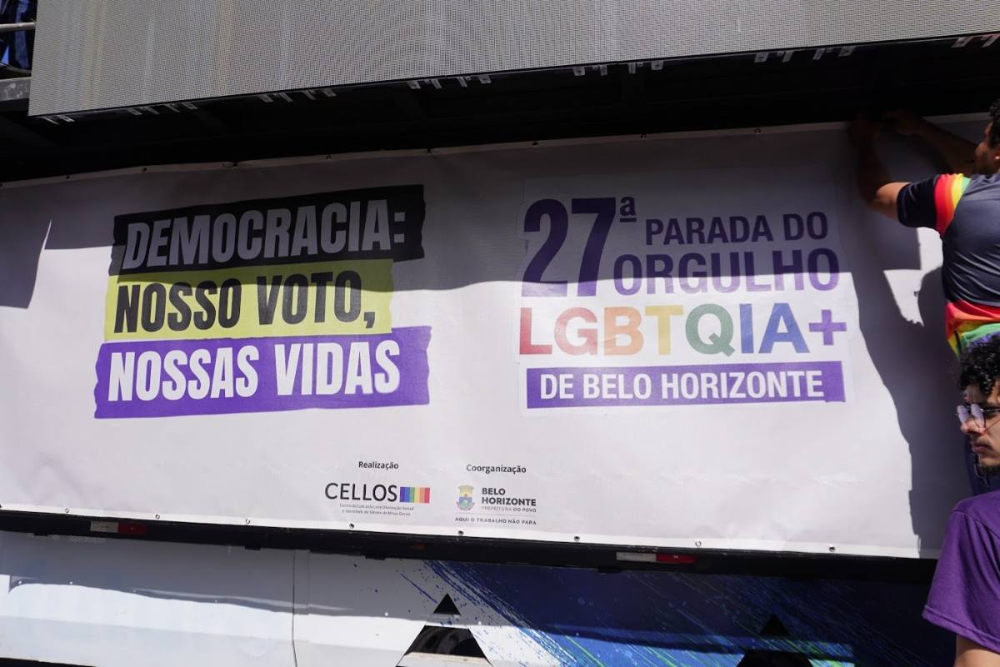 DEMOCRACIA:
NOSSO VOTO,
NOSSAS VIDAS
27ª PARADA DO
ORGULHO
LGBTQIA+
DE BELO HORIZONTE
Realização
CELLOS
Centro de Luta pela Livre Orientação Sexual
e Identidade de Gênero de Minas Gerais
Coorganização
BELO
HORIZONTE
PREFEITURA DO POVO
AQUI O TRABALHO NÃO PARA